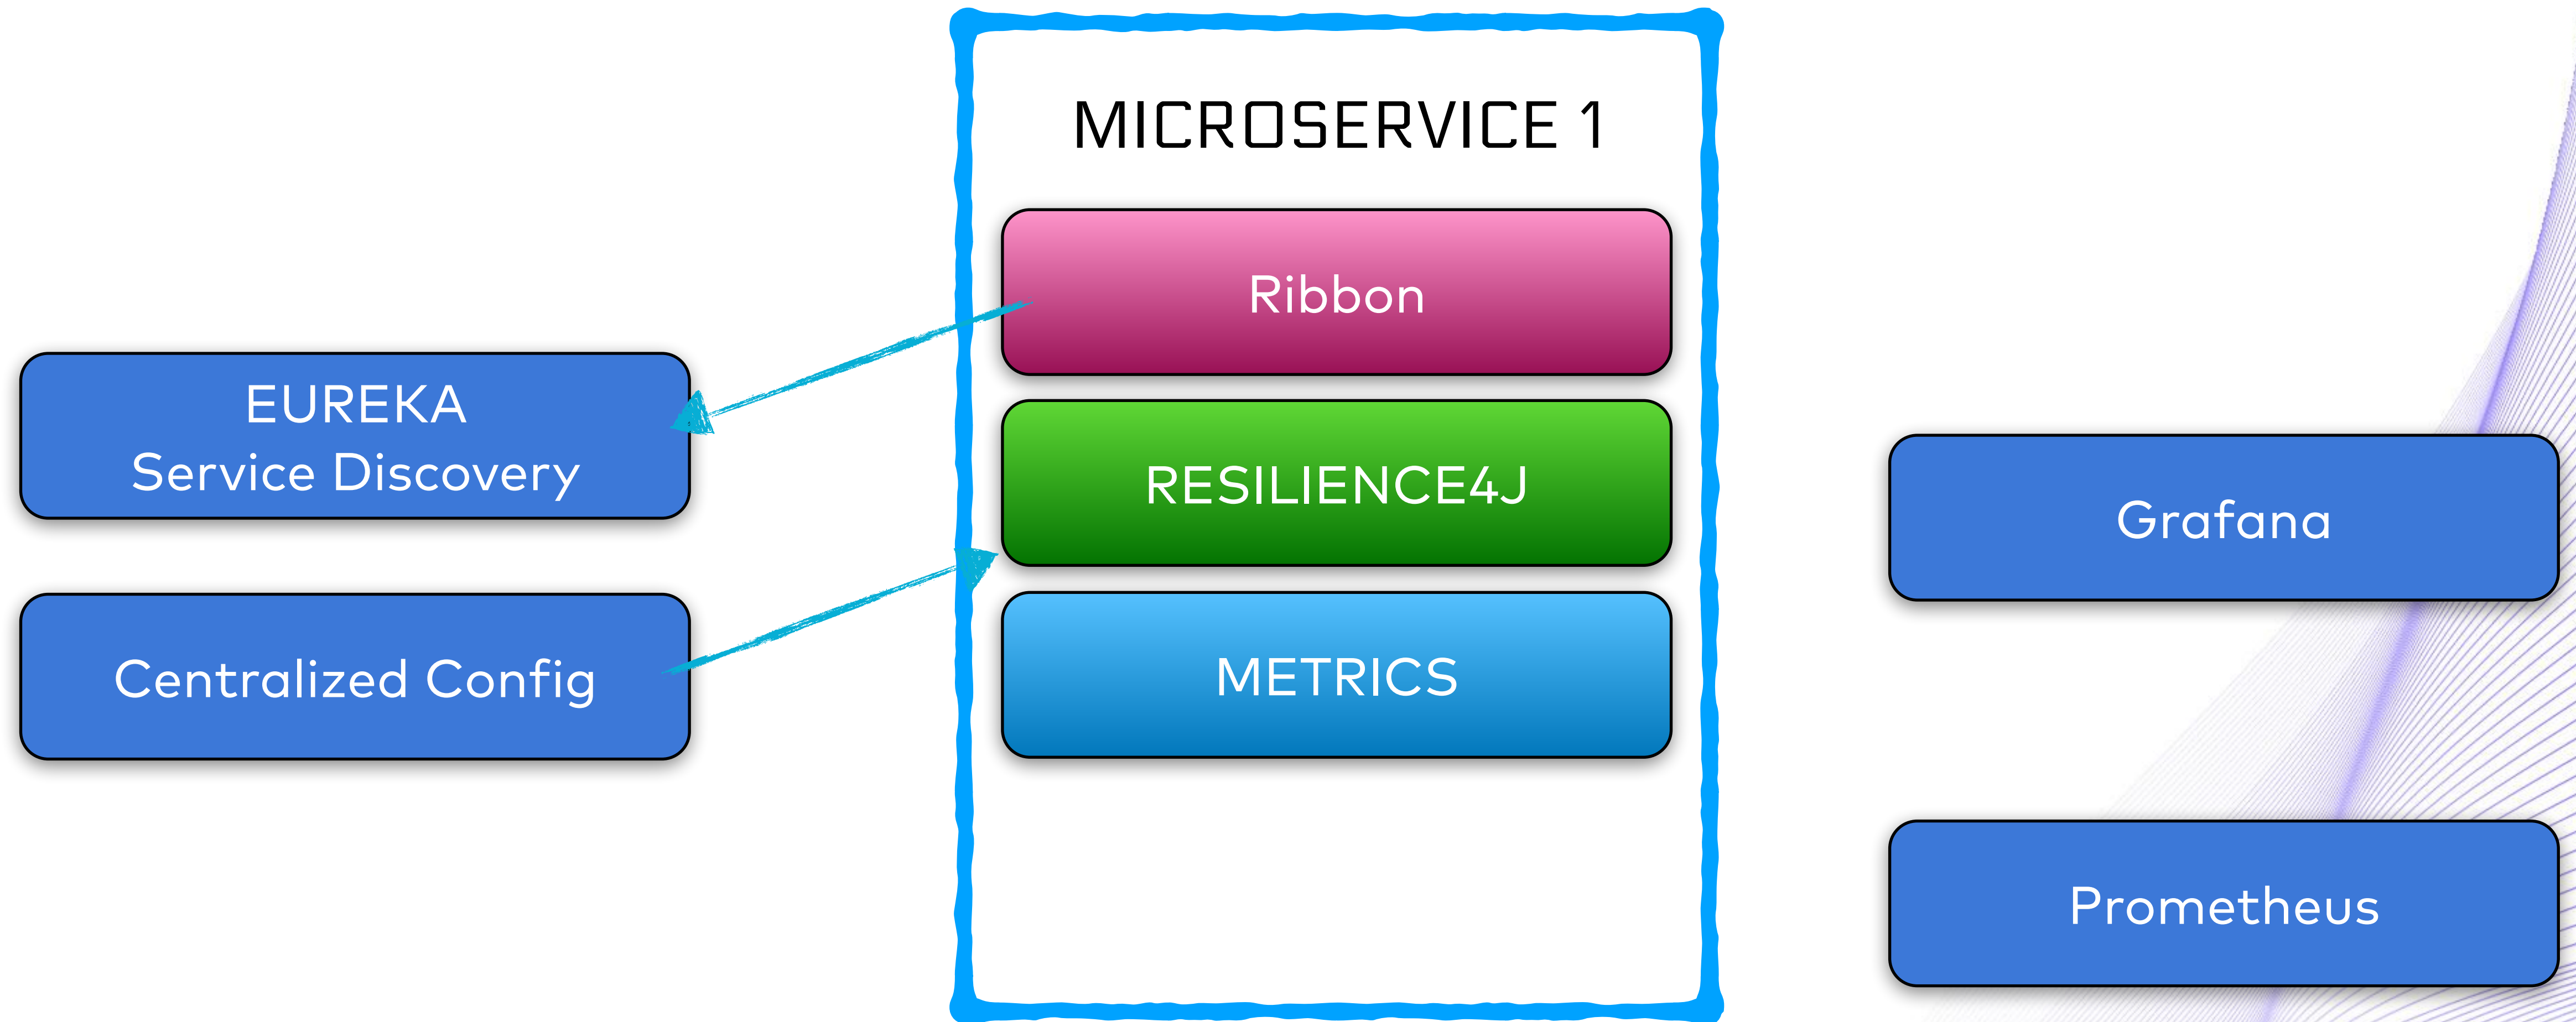 MICROSERVICE 1
Ribbon
EUREKA
Service Discovery
RESILIENCE4J
Grafana
Centralized Config
METRICS
Prometheus